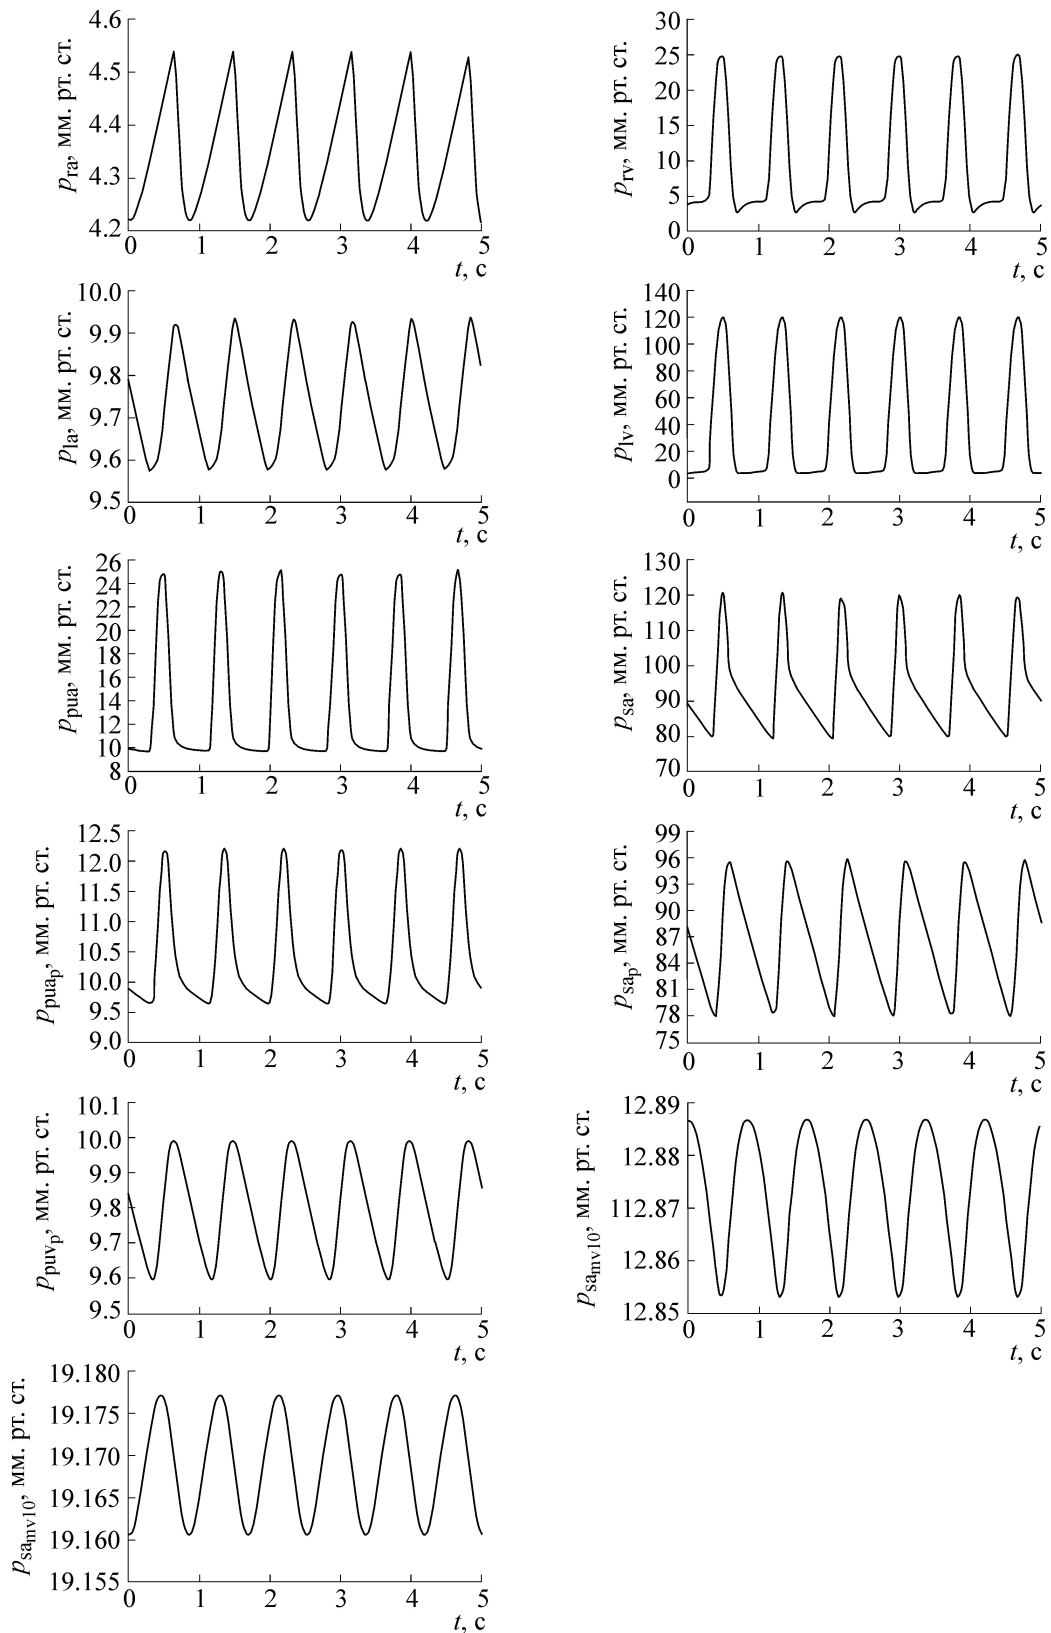 4.6
4.5
4.4
4.3
4.2
0 1 2 3 4 5
t, с
p_ra, мм. рт. ст.
30
25
20
15
10
5
0
0 1 2 3 4 5
t, с
p_rv, мм. рт. ст.
10.0
9.9
9.8
9.7
9.6
9.5
0 1 2 3 4 5
t, с
p_la, мм. рт. ст.
140
120
100
80
60
40
20
0
0 1 2 3 4 5
t, с
p_lv, мм. рт. ст.
26
24
22
20
18
16
14
12
10
8
0 1 2 3 4 5
t, с
p_pua, мм. рт. ст.
130
120
110
100
90
80
70
0 1 2 3 4 5
t, с
p_sa, мм. рт. ст.
12.5
12.0
11.5
11.0
10.5
10.0
9.5
9.0
0 1 2 3 4 5
t, с
p_pua_p, мм. рт. ст.
99
96
93
90
87
84
81
78
75
0 1 2 3 4 5
t, с
p_sa_p, мм. рт. ст.
10.1
10.0
9.9
9.8
9.7
9.6
9.5
0 1 2 3 4 5
t, с
p_puv_p, мм. рт. ст.
12.89
12.88
112.87
12.86
12.85
0 1 2 3 4 5
t, с
p_sa_mv10, мм. рт. ст.
19.180
19.175
19.170
19.165
19.160
19.155
0 1 2 3 4 5
t, с
p_sa_mv10, мм. рт. ст.